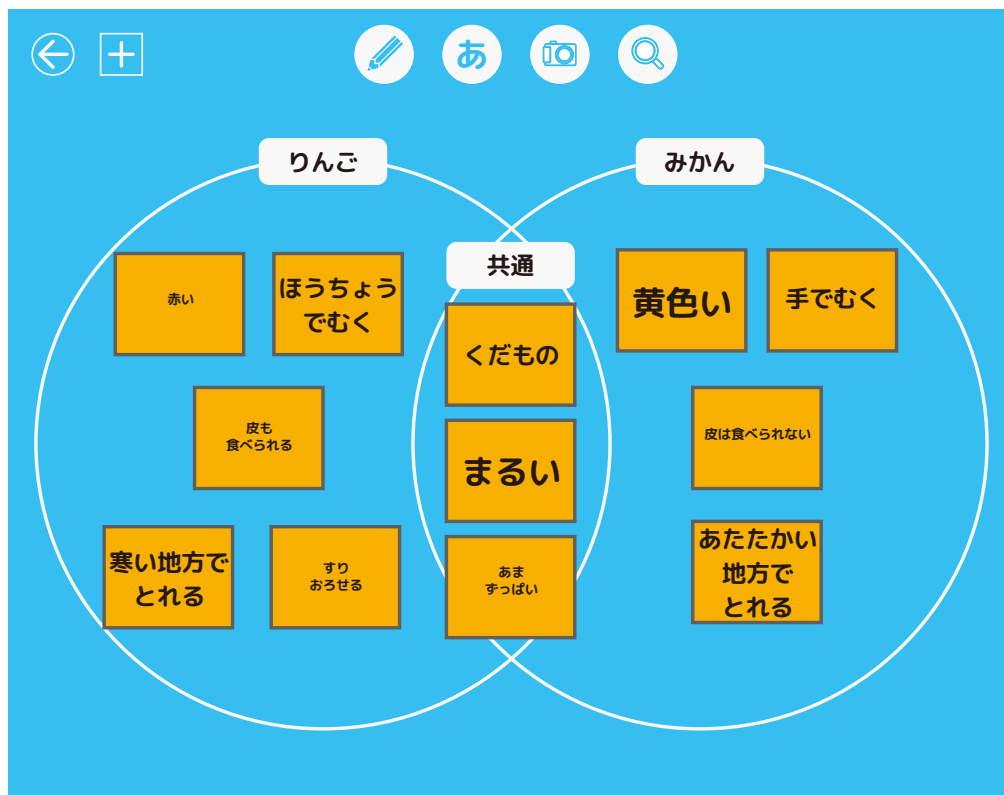 あ
りんご
みかん
共通
赤い
ほうちょう
でむく
皮も
食べられる
寒い地方で
とれる
すり
おろせる
くだもの
まるい
あま
ずっぱい
黄色い
手でむく
皮は食べられない
あたたかい
地方で
とれる